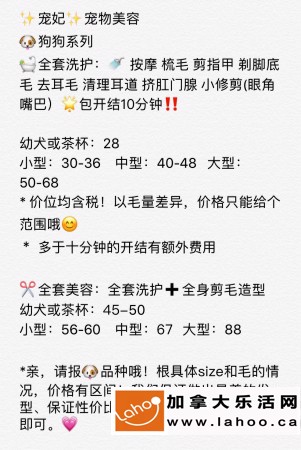 ✨宠妃✨宠物美容
🐶狗狗系列
🛀全套洗护：🚿 按摩 梳毛 剪指甲 剃脚底
毛 去耳毛 清理耳道 挤肛门腺 小修剪(眼角
嘴巴）🌟包开结10分钟‼️
幼犬或茶杯：28
小型：30-36 中型：40-48 大型：
50-68
* 价位均含税！以毛量差异，价格只能给个
范围哦😊
* 多于十分钟的开结有额外费用
✂️全套美容：全套洗护➕全身剪毛造型
幼犬或茶杯：45–50
小型：56-60 中型：67 大型：88
*亲，请报🐶品种哦！根具体size和毛的情
况，价格有区间
型、保证性价比
即可。💗
Lahoo.ca
加拿大乐活网
www.lahoo.ca